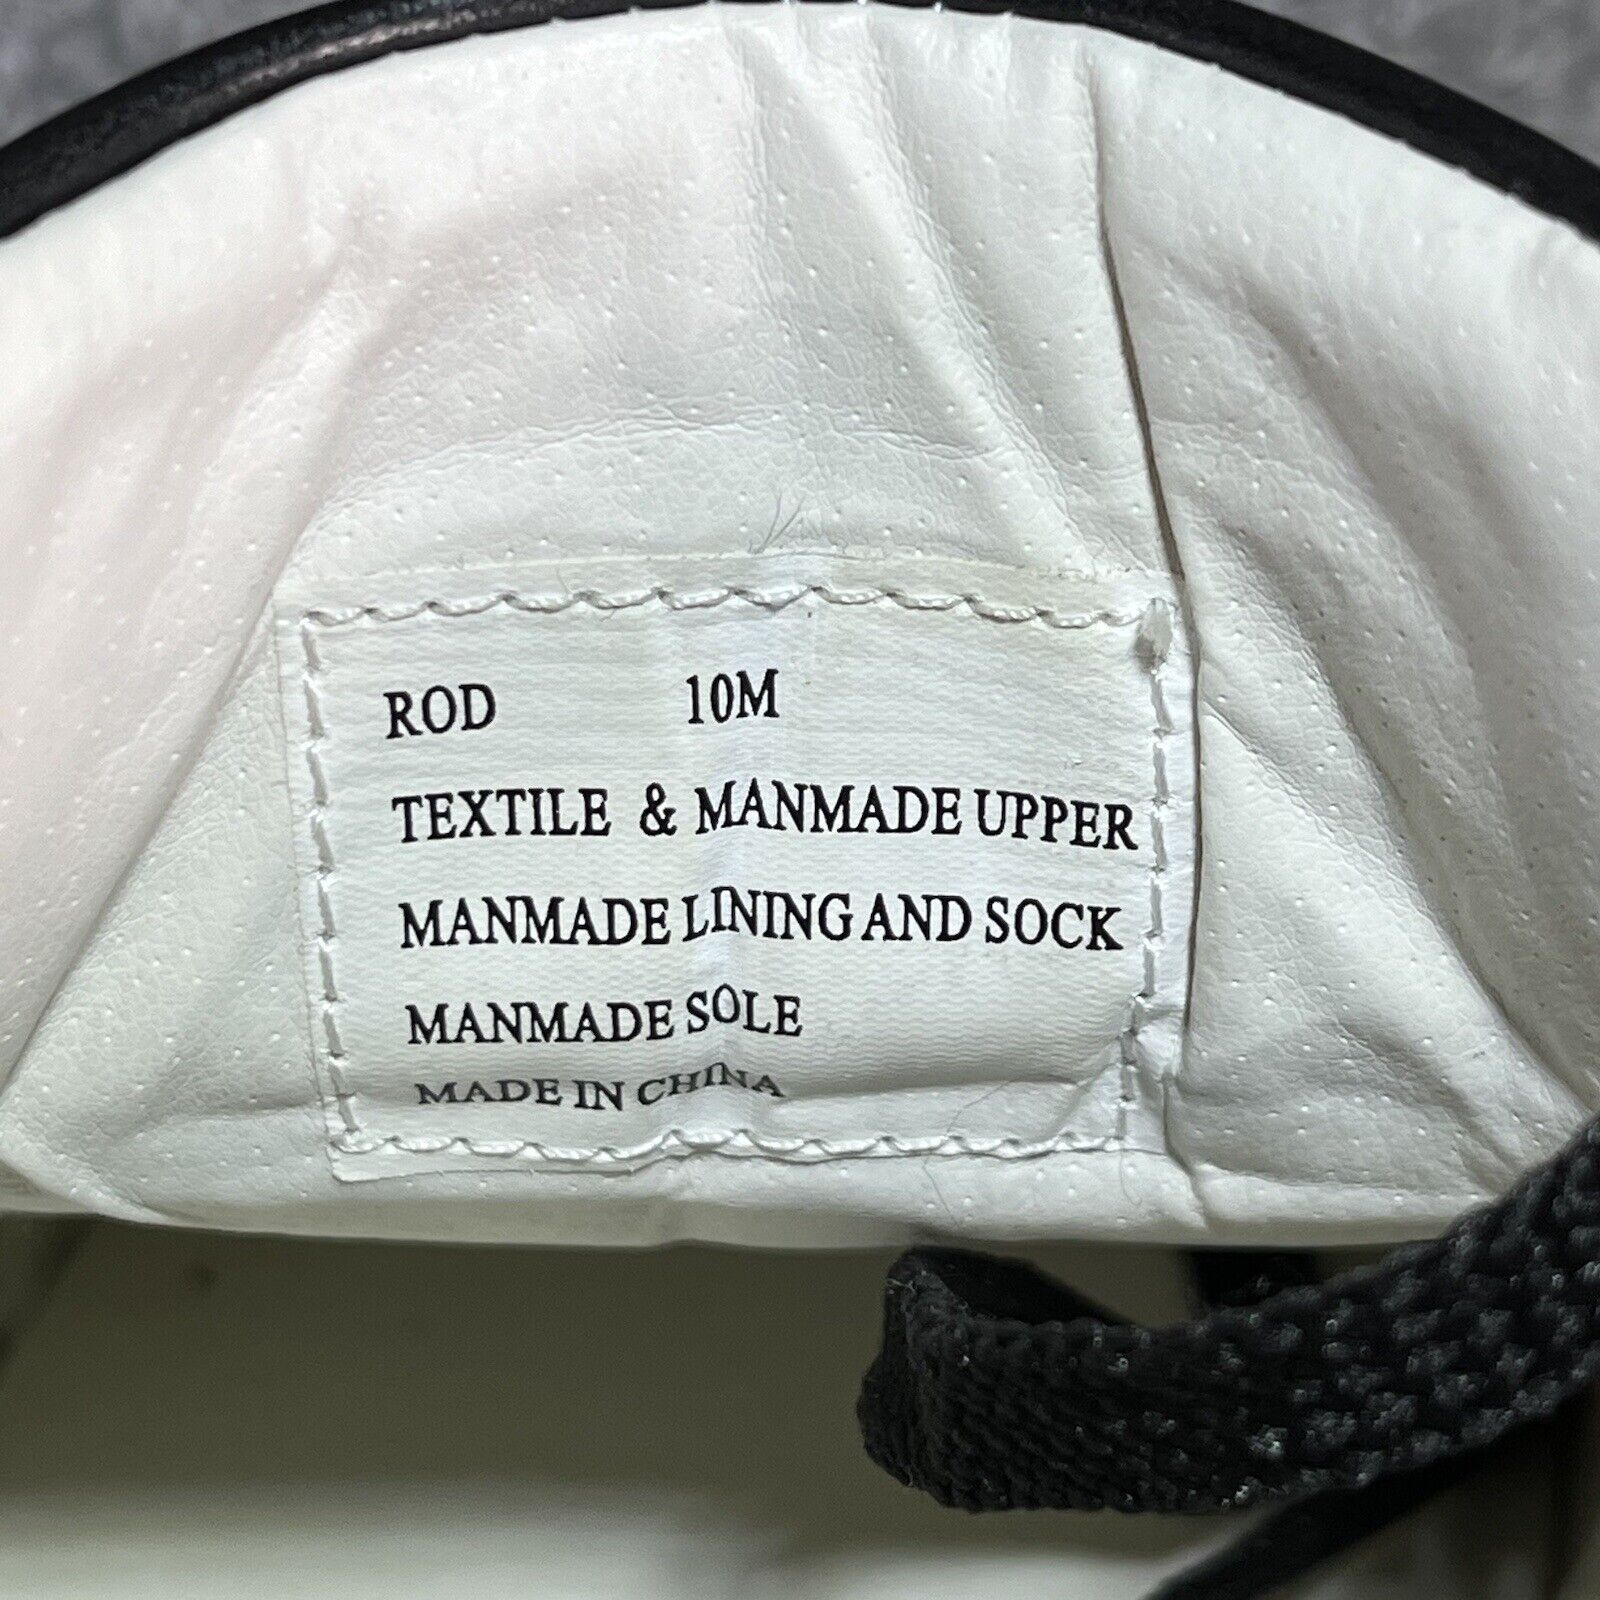 ROD 10M
TEXTILE & MANMADE UPPER
MANMADE LINING AND SOCK
MANMADE SOLE
MADE IN CHINA